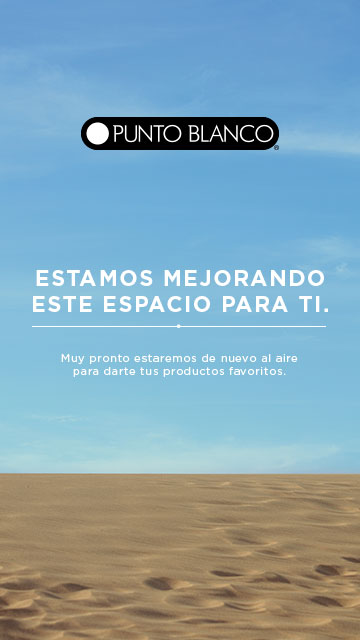 PUNTO BLANCO®
ESTAMOS MEJORANDO
ESTE ESPACIO PARA TI.
Muy pronto estaremos de nuevo al aire
para darte tus productos favoritos.